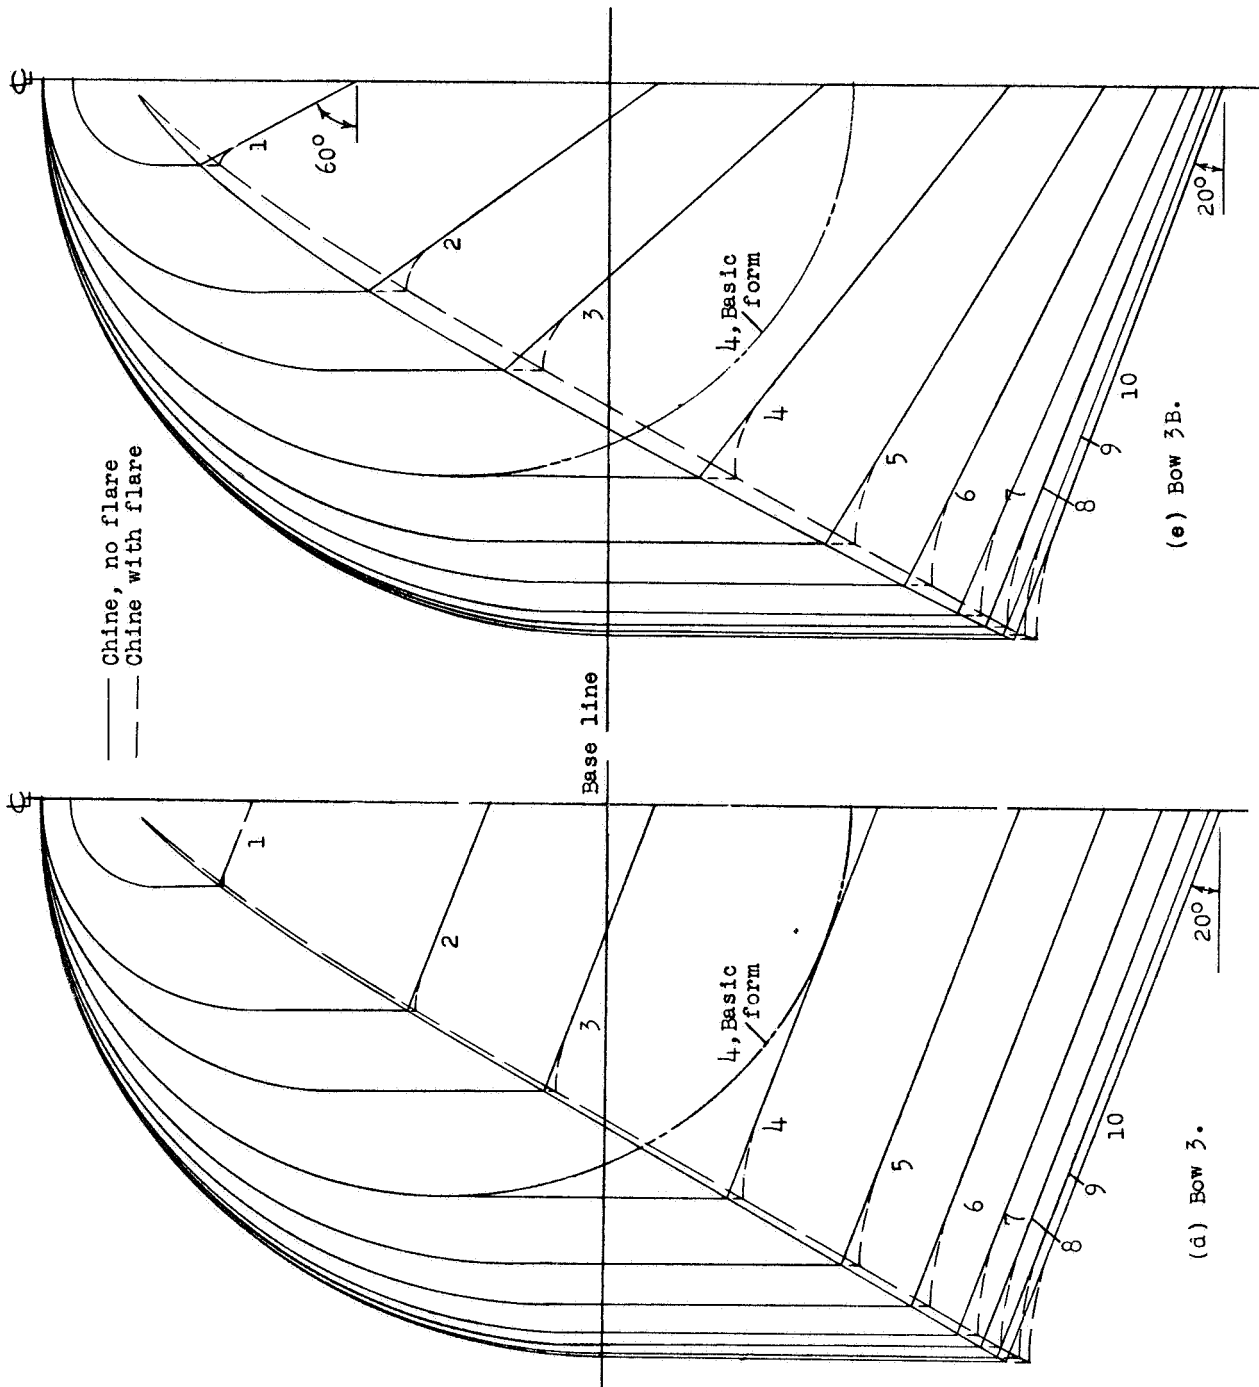 ℄
60°
1
2
3
4
5
6
7
8
9
10
4, Basic
form
20°
(e) Bow 3B.
——— Chine, no flare
— — — Chine with flare
Base line
℄
1
2
3
4
5
6
7
8
9
10
4, Basic
form
20°
(d) Bow 3.